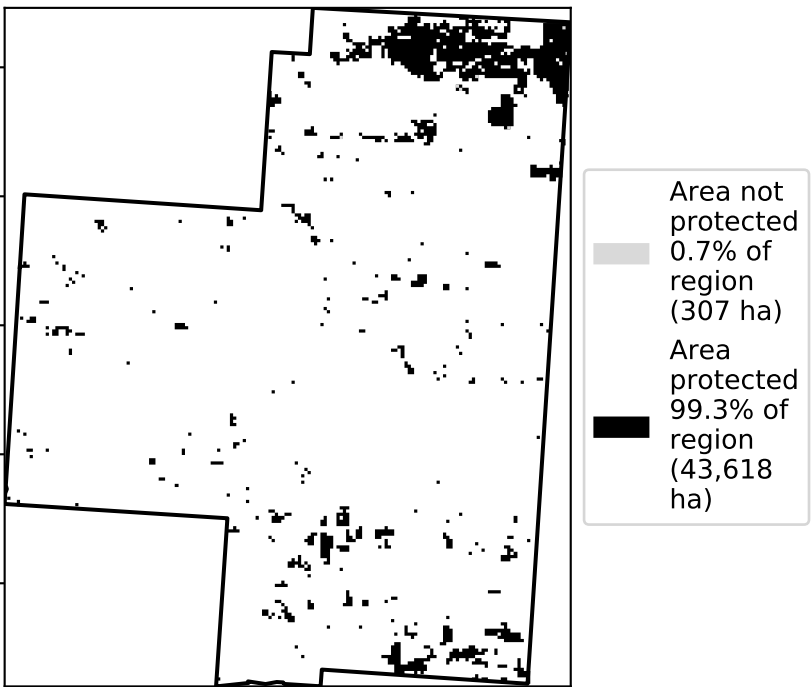 Area not
protected
0.7% of
region
(307 ha)
Area
protected
99.3% of
region
(43,618
ha)